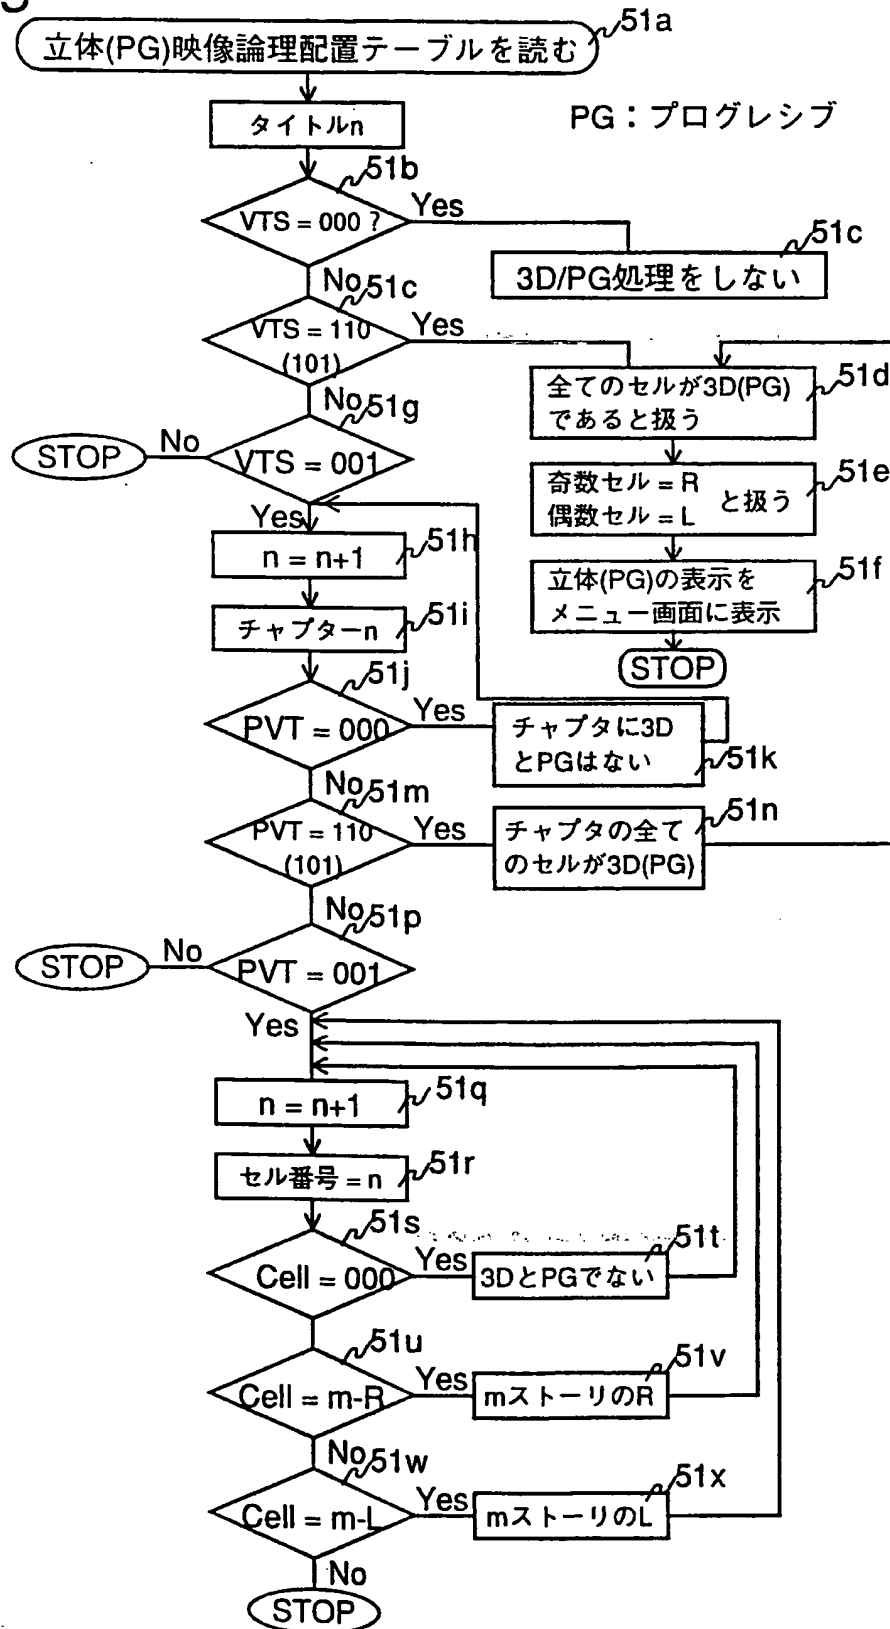 立体(PG)映像論理配置テーブルを読む
51a
タイトルn
PG：プログレシブ
51b
VTS = 000 ?
Yes
51c
3D/PG処理をしない
No
51c
VTS = 110
(101)
Yes
51d
全てのセルが3D(PG)
であると扱う
No
51g
STOP
No
VTS = 001
51e
奇数セル = R
偶数セル = L
と扱う
Yes
51h
n = n+1
51f
立体(PG)の表示を
メニュー画面に表示
51i
チャプターn
STOP
51j
PVT = 000
Yes
チャプタに3D
とPGはない
51k
No
51m
PVT = 110
(101)
Yes
51n
チャプタの全て
のセルが3D(PG)
No
51p
STOP
No
PVT = 001
Yes
n = n+1
51q
セル番号 = n
51r
51s
Cell = 000
Yes
51t
3DとPGでない
51u
Cell = m-R
Yes
51v
mストーリのR
No
51w
Cell = m-L
Yes
51x
mストーリのL
No
STOP